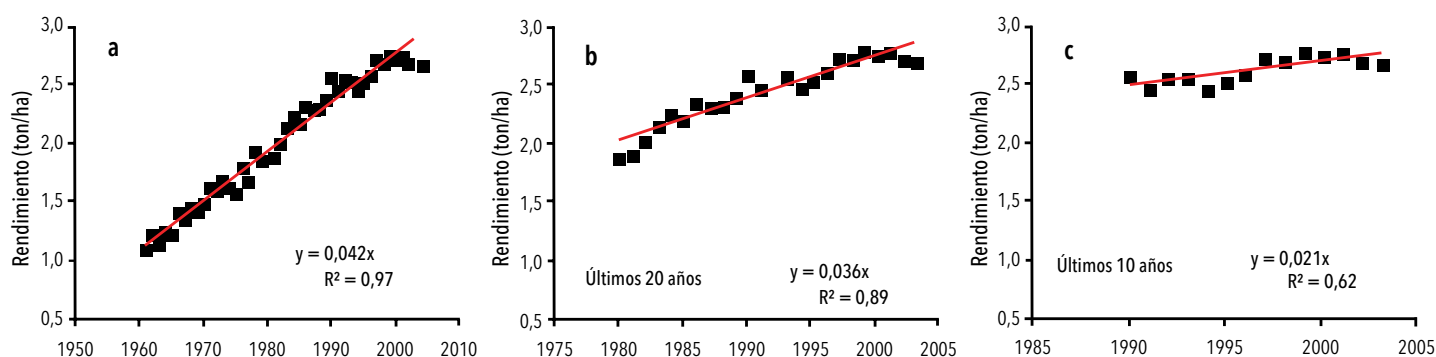 a
Rendimiento (ton/ha)
3,0
2,5
2,0
1,5
1,0
0,5
y = 0,042x
R² = 0,97
1950 1960 1970 1980 1990 2000 2010
b
Rendimiento (ton/ha)
3,0
2,5
2,0
1,5
1,0
0,5
Últimos 20 años
y = 0,036x
R² = 0,89
1975 1980 1985 1990 1995 2000 2005
c
Rendimiento (ton/ha)
3,0
2,5
2,0
1,5
1,0
0,5
Últimos 10 años
y = 0,021x
R² = 0,62
1985 1990 1995 2000 2005